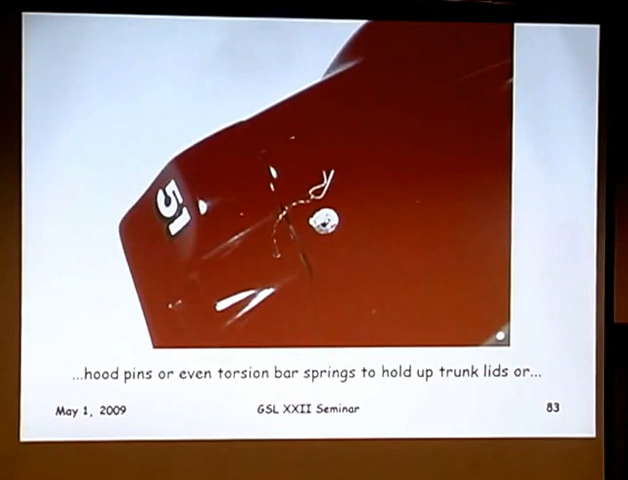 51
...hood pins or even torsion bar springs to hold up trunk lids or...
May 1, 2009 GSL XXII Seminar 83